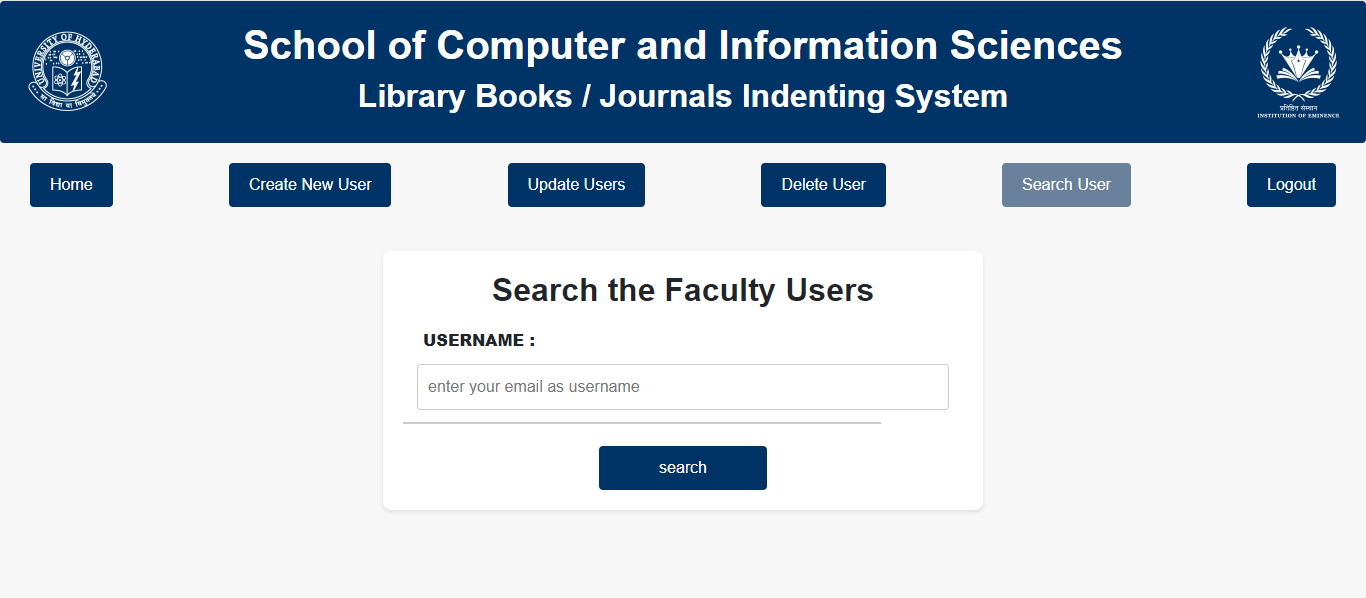 School of Computer and Information Sciences
Library Books / Journals Indenting System
UNIVERSITY OF HYDERABAD
प्रतिष्ठित संस्थान
INSTITUTION OF EMINENCE
Home
Create New User
Update Users
Delete User
Search User
Logout
Search the Faculty Users
USERNAME :
enter your email as username
search